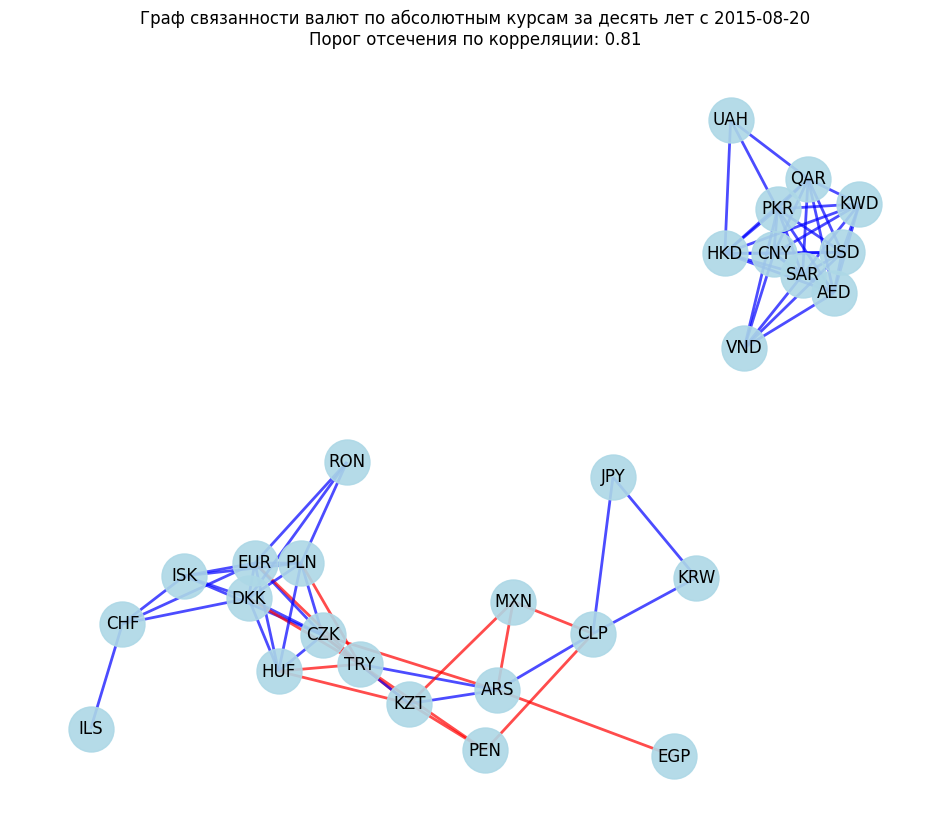 Граф связанности валют по абсолютным курсам за десять лет с 2015-08-20
Порог отсечения по корреляции: 0.81
UAH
QAR
KWD
PKR
HKD
CNY
USD
SAR
AED
VND
RON
JPY
EUR
PLN
ISK
KRW
DKK
MXN
CHF
CZK
CLP
TRY
HUF
ARS
KZT
ILS
PEN
EGP